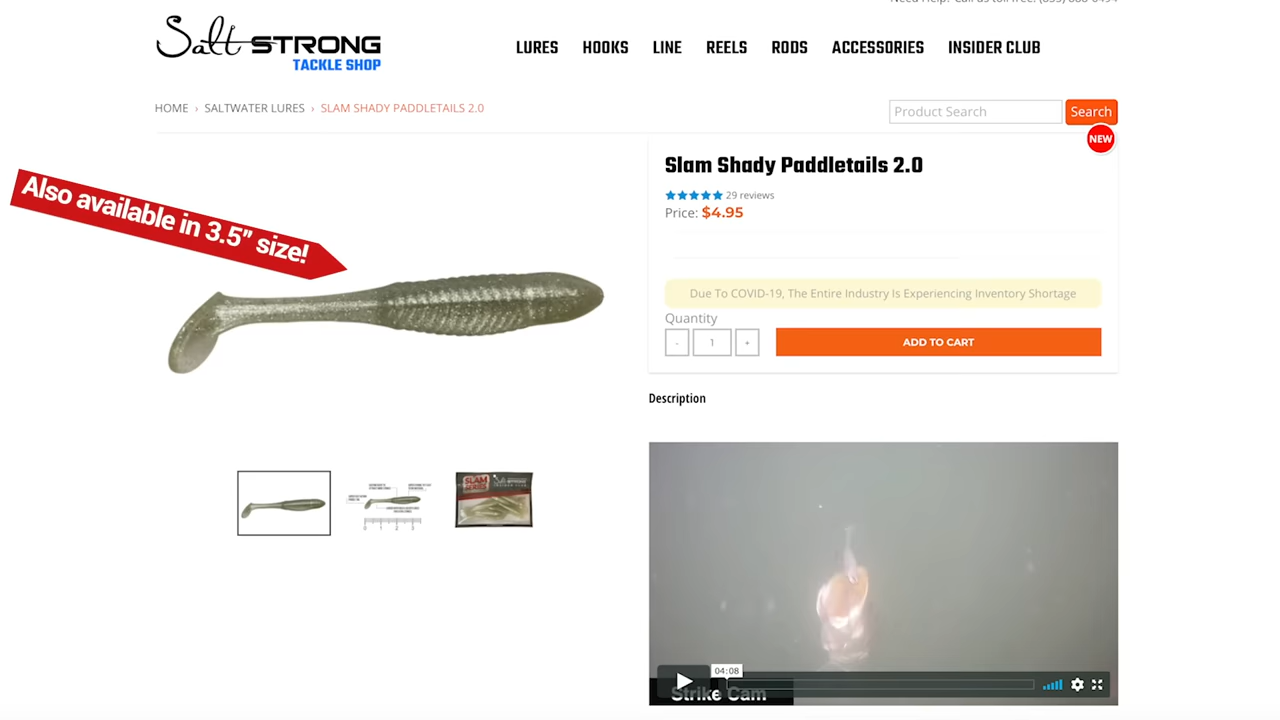 Salt STRONG
TACKLE SHOP
LURES HOOKS LINE REELS RODS ACCESSORIES INSIDER CLUB
HOME › SALTWATER LURES › SLAM SHADY PADDLETAILS 2.0
Product Search Search
NEW
Also available in 3.5" size!
Slam Shady Paddletails 2.0
29 reviews
Price: $4.95
Due To COVID-19, The Entire Industry Is Experiencing Inventory Shortage
Quantity
- 1 + ADD TO CART
Description
SLAM
04:08
Strike Cam